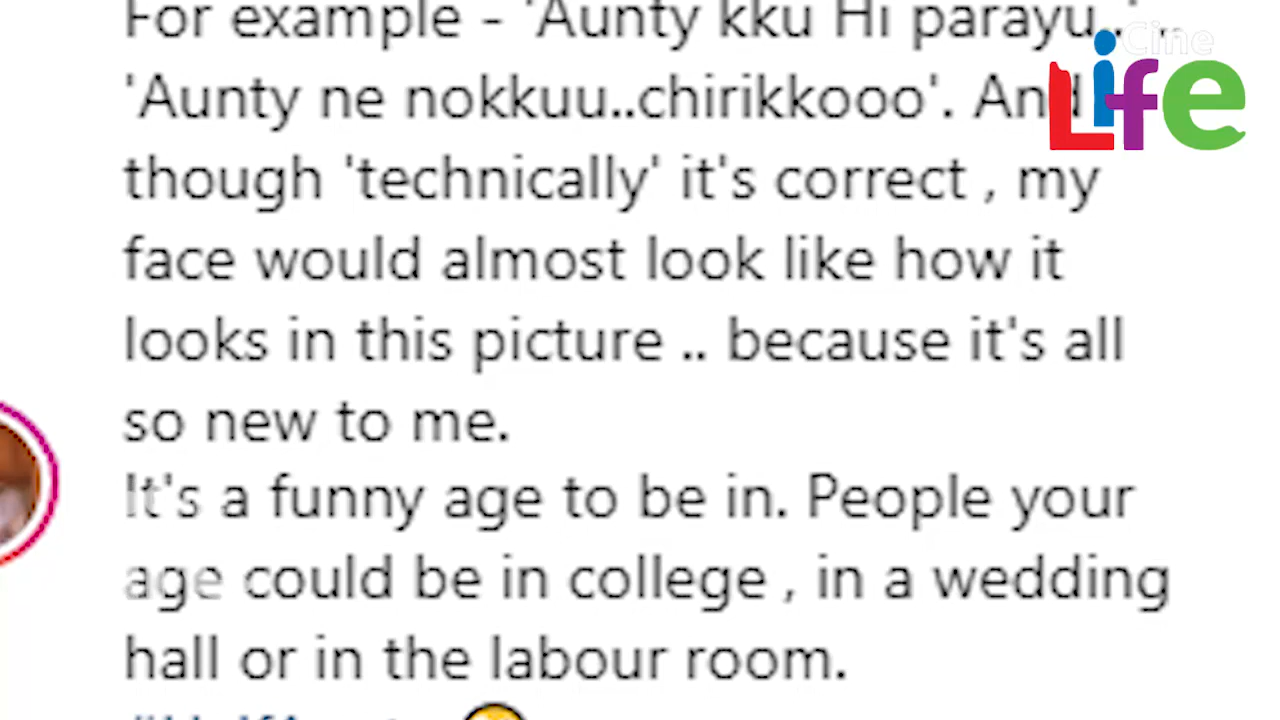 For example - 'Aunty kku Hi parayu..'..
Cine
Life
'Aunty ne nokkuu..chirikkooo'. And
though 'technically' it's correct , my
face would almost look like how it
looks in this picture .. because it's all
so new to me.
It's a funny age to be in. People your
age could be in college , in a wedding
hall or in the labour room.